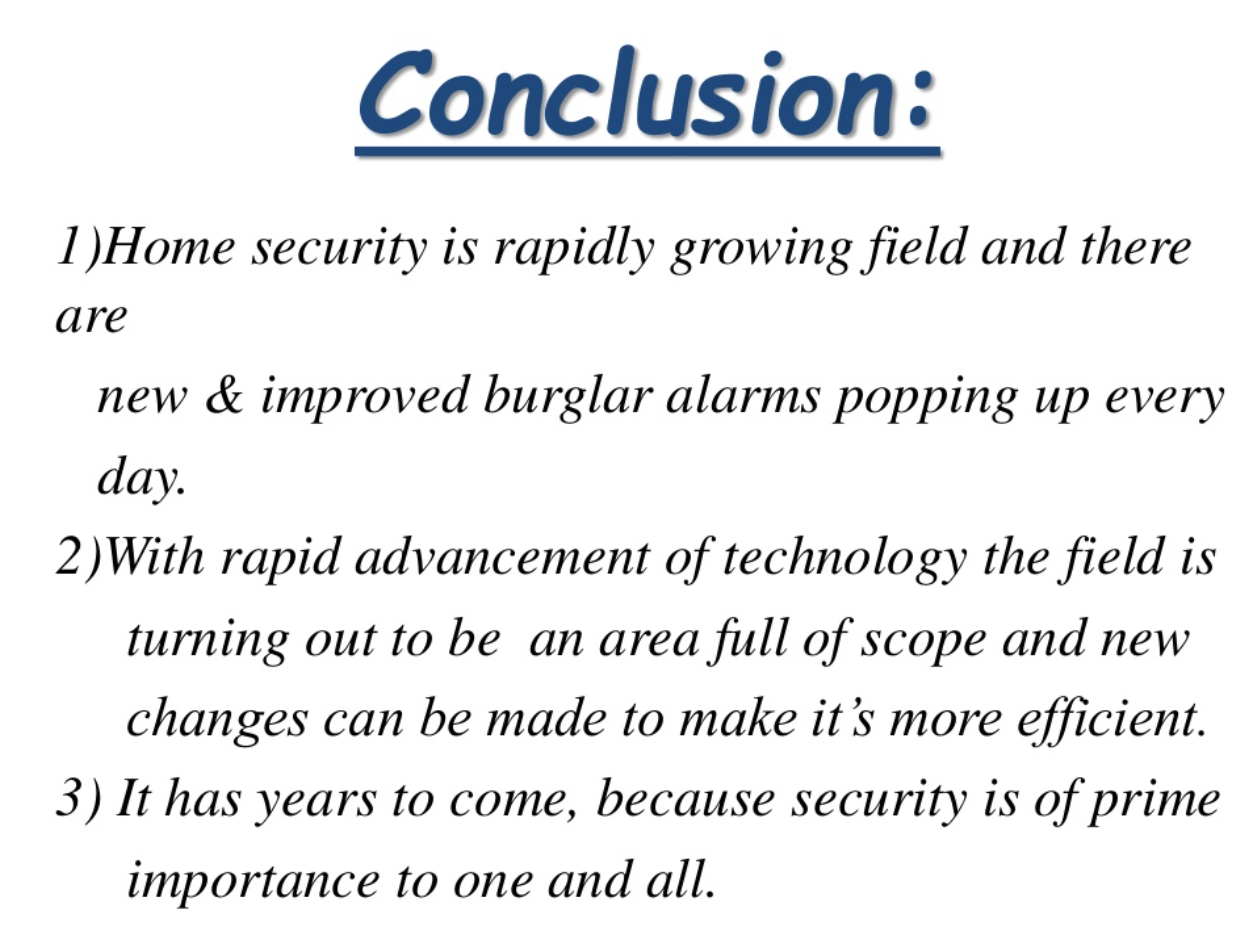 Conclusion:
1)Home security is rapidly growing field and there
are
new & improved burglar alarms popping up every
day.
2)With rapid advancement of technology the field is
turning out to be  an area full of scope and new
changes can be made to make it’s more efficient.
3) It has years to come, because security is of prime
importance to one and all.